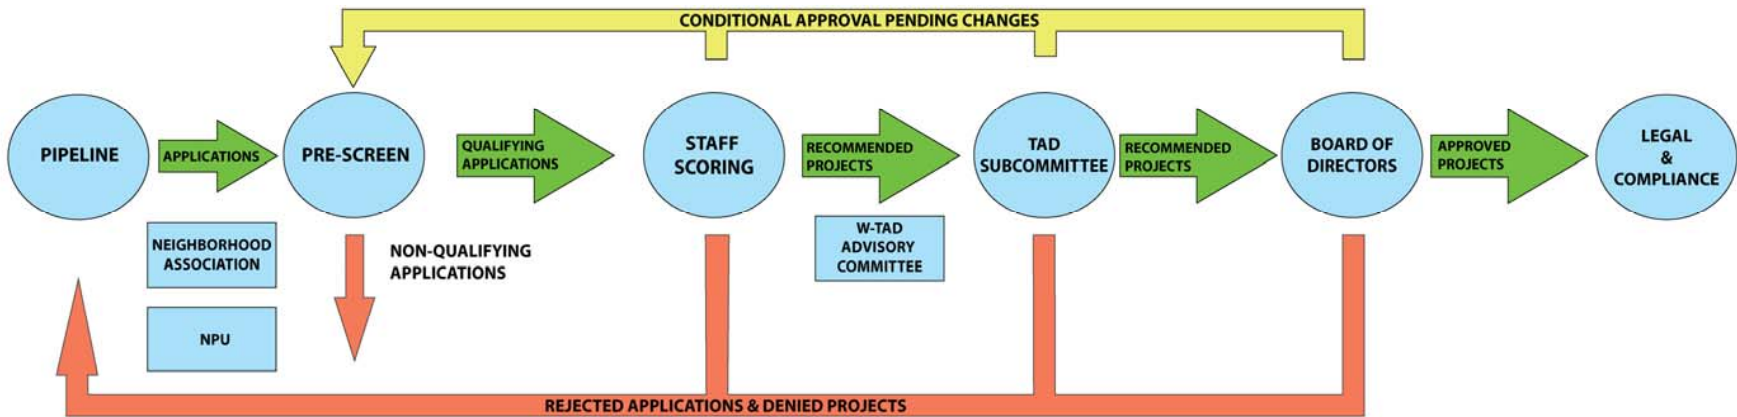 CONDITIONAL APPROVAL PENDING CHANGES
PIPELINE
APPLICATIONS
PRE-SCREEN
QUALIFYING
APPLICATIONS
STAFF
SCORING
RECOMMENDED
PROJECTS
TAD
SUBCOMMITTEE
RECOMMENDED
PROJECTS
BOARD OF
DIRECTORS
APPROVED
PROJECTS
LEGAL
&
COMPLIANCE
NEIGHBORHOOD
ASSOCIATION
NPU
NON-QUALIFYING
APPLICATIONS
W-TAD
ADVISORY
COMMITTEE
REJECTED APPLICATIONS & DENIED PROJECTS